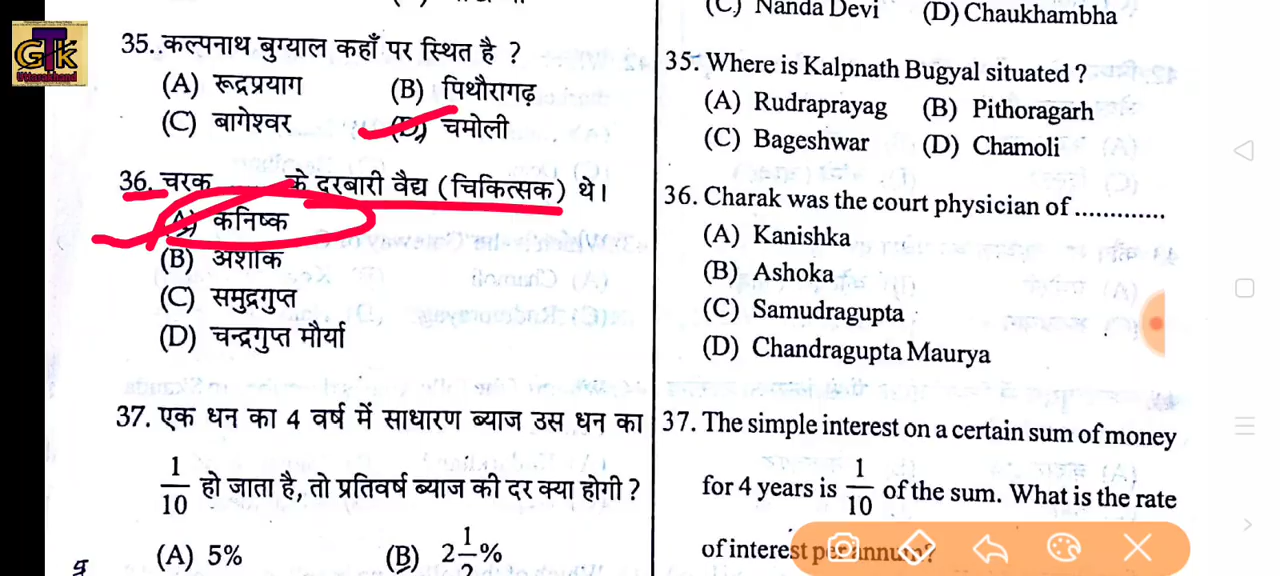 GTK
Uttarakhand
35. कल्पनाथ बुग्याल कहाँ पर स्थित है ?
(A) रूद्रप्रयाग (B) पिथौरागढ़
(C) बागेश्वर (D) चमोली
36. चरक ........ के दरबारी वैद्य (चिकित्सक) थे।
(A) कनिष्क
(B) अशोक
(C) समुद्रगुप्त
(D) चन्द्रगुप्त मौर्या
37. एक धन का 4 वर्ष में साधारण ब्याज उस धन का
1/10 हो जाता है, तो प्रतिवर्ष ब्याज की दर क्या होगी ?
(A) 5% (B) 2 1/2%
(C) Nanda Devi (D) Chaukhambha
35. Where is Kalpnath Bugyal situated ?
(A) Rudraprayag (B) Pithoragarh
(C) Bageshwar (D) Chamoli
36. Charak was the court physician of .............
(A) Kanishka
(B) Ashoka
(C) Samudragupta
(D) Chandragupta Maurya
37. The simple interest on a certain sum of money
for 4 years is 1/10 of the sum. What is the rate
of interest per annum?